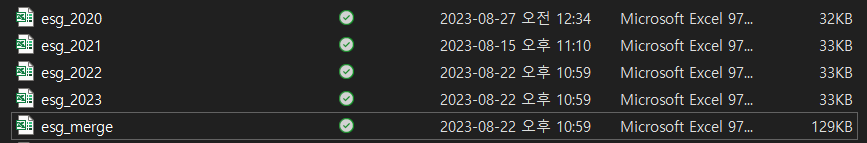 esg_2020 2023-08-27 오전 12:34 Microsoft Excel 97... 32KB
esg_2021 2023-08-15 오후 11:10 Microsoft Excel 97... 33KB
esg_2022 2023-08-22 오후 10:59 Microsoft Excel 97... 33KB
esg_2023 2023-08-22 오후 10:59 Microsoft Excel 97... 33KB
esg_merge 2023-08-22 오후 10:59 Microsoft Excel 97... 129KB